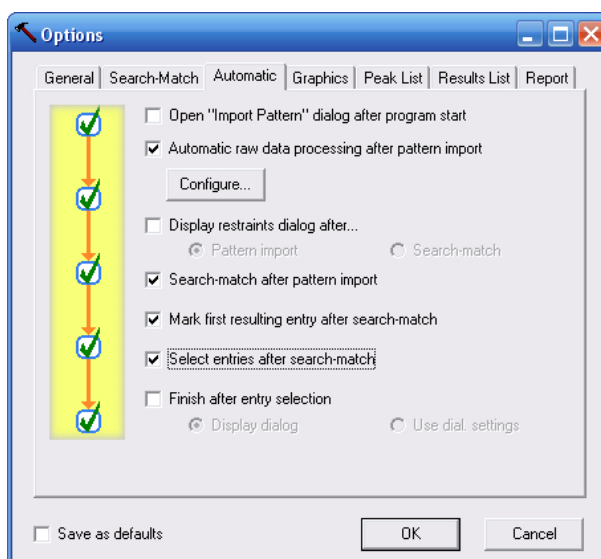 Options
General Search-Match Automatic Graphics Peak List Results List Report
Open "Import Pattern" dialog after program start
Automatic raw data processing after pattern import
Configure...
Display restraints dialog after...
Pattern import Search-match
Search-match after pattern import
Mark first resulting entry after search-match
Select entries after search-match
Finish after entry selection
Display dialog Use dial. settings
Save as defaults OK Cancel